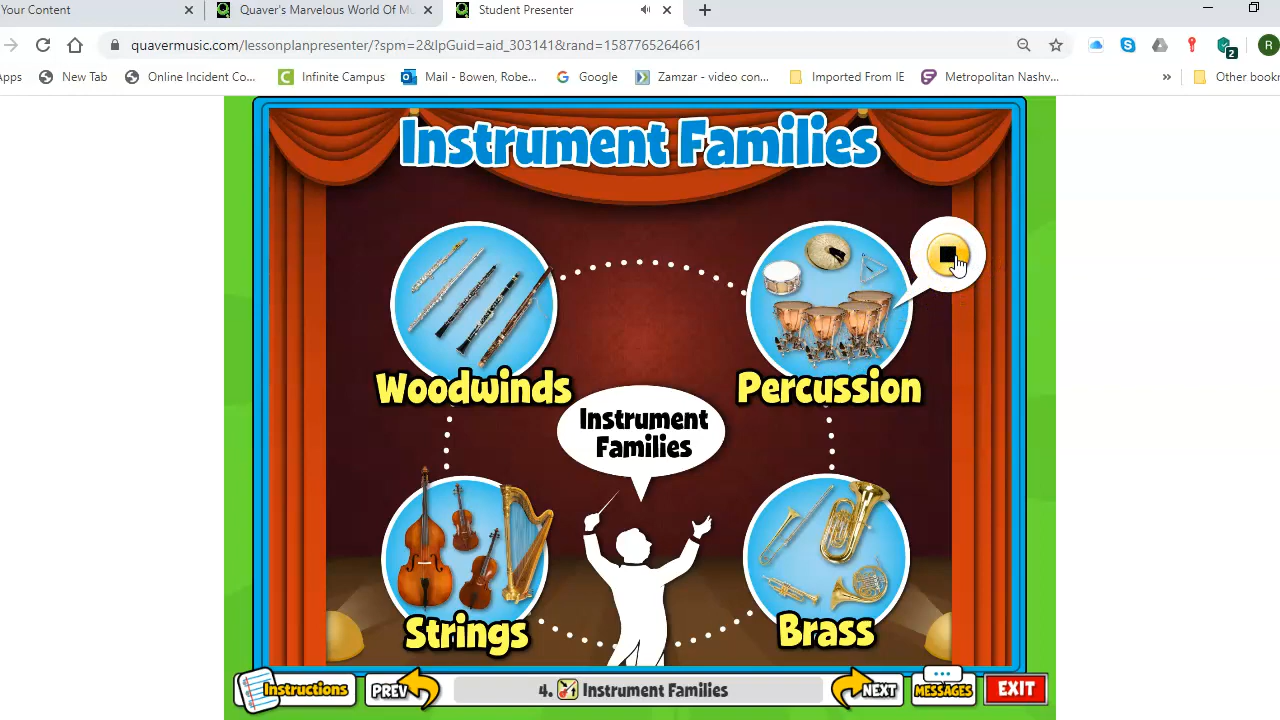 Your Content
Quaver's Marvelous World Of M
Student Presenter
quavermusic.com/lessonplanpresenter/?spm=2&lpGuid=aid_303141&rand=1587765264661
2
R
Apps
New Tab
Online Incident Co...
Infinite Campus
Mail - Bowen, Robe...
Google
Zamzar - video con...
Imported From IE
Metropolitan Nashv...
»
Other bookm
Instrument Families
Woodwinds
Percussion
Instrument
Families
Strings
Brass
Instructions
PREV
4. Instrument Families
NEXT
MESSAGES
EXIT